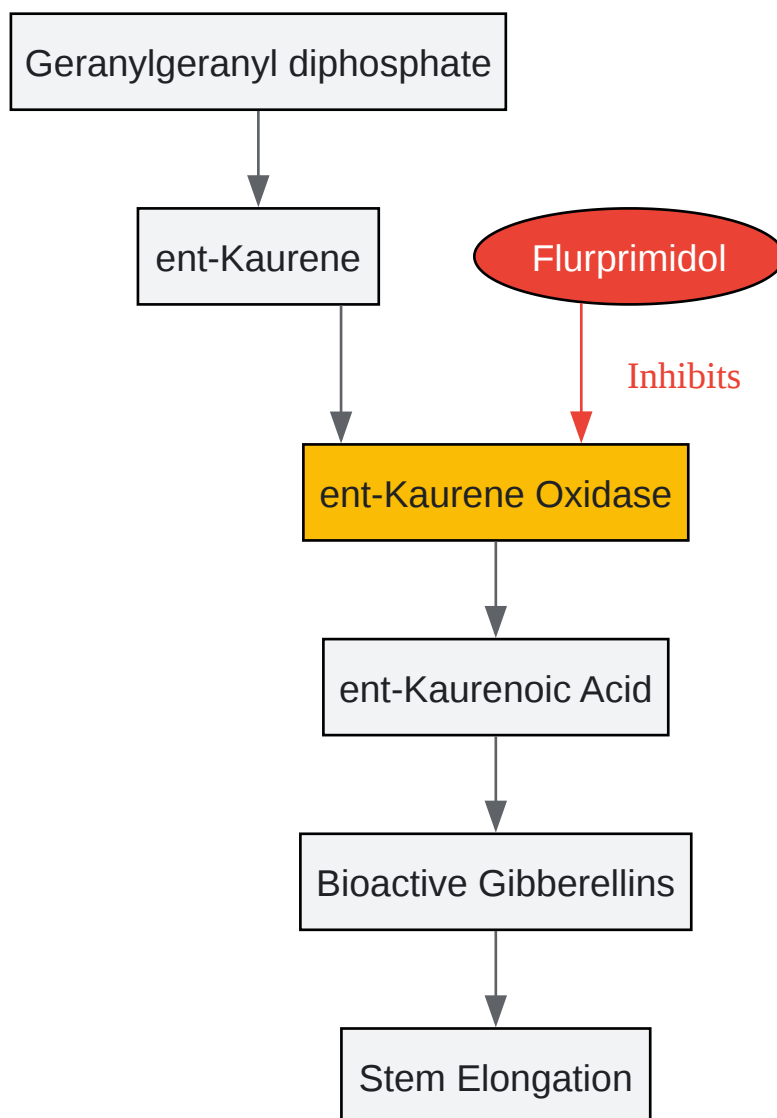 Geranylgeranyl diphosphate
ent-Kaurene
Flurprimidol
Inhibits
ent-Kaurene Oxidase
ent-Kaurenoic Acid
Bioactive Gibberellins
Stem Elongation